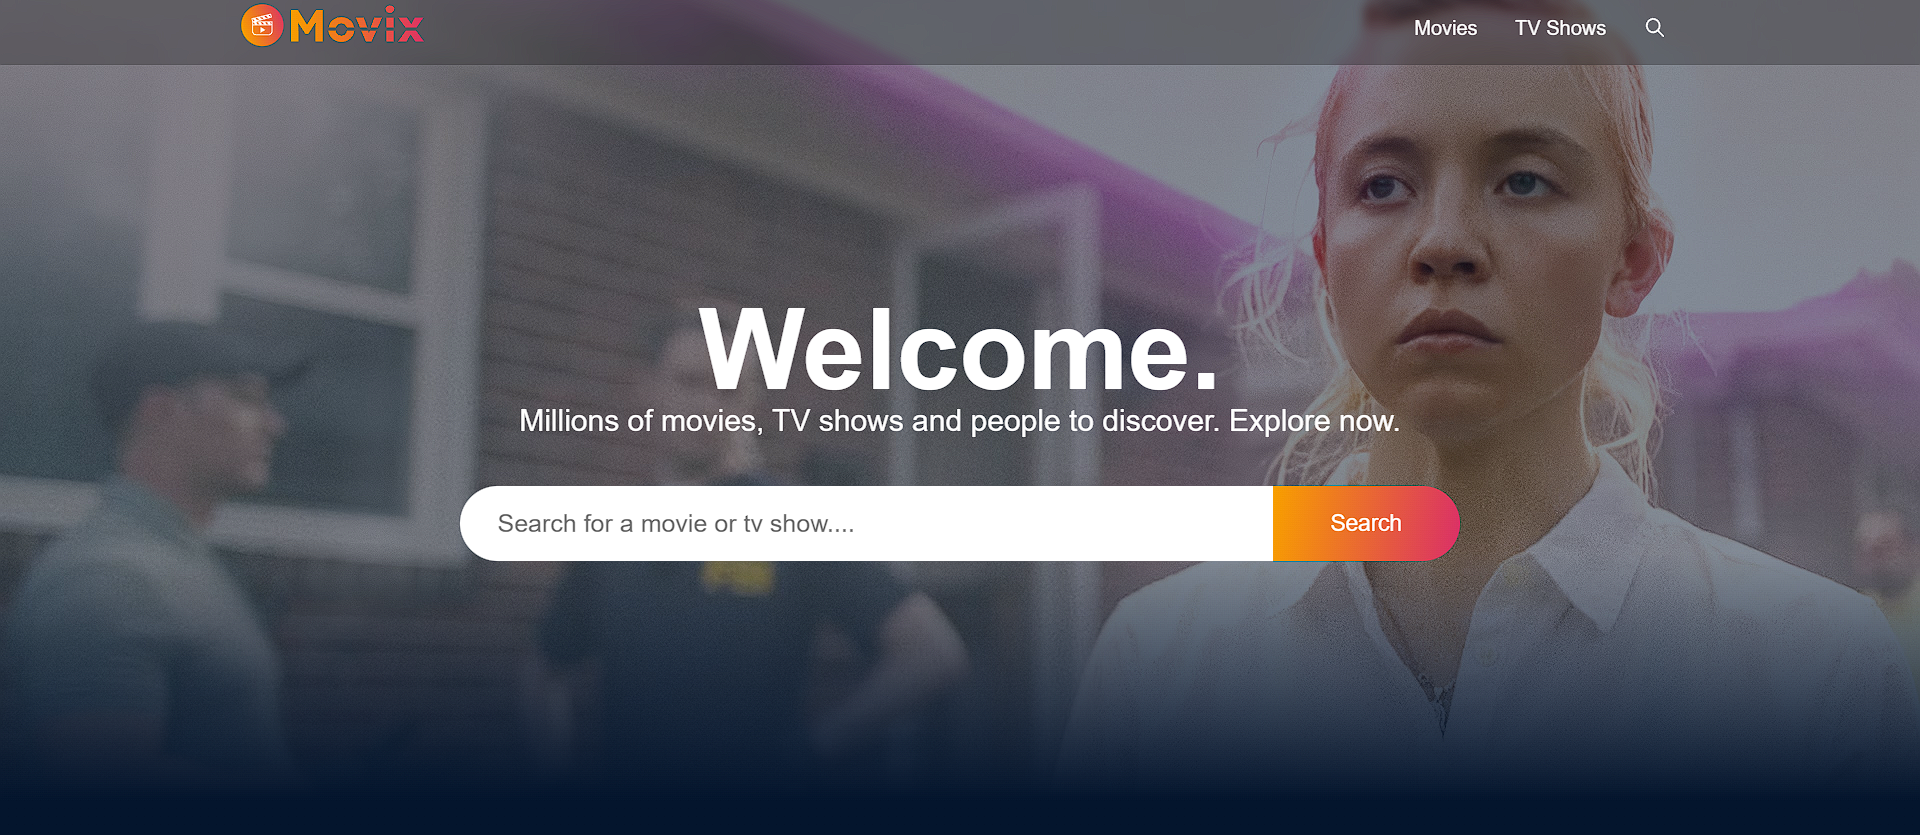 Movix
Movies
TV Shows
Welcome.
Millions of movies, TV shows and people to discover. Explore now.
Search for a movie or tv show....
Search
FBI